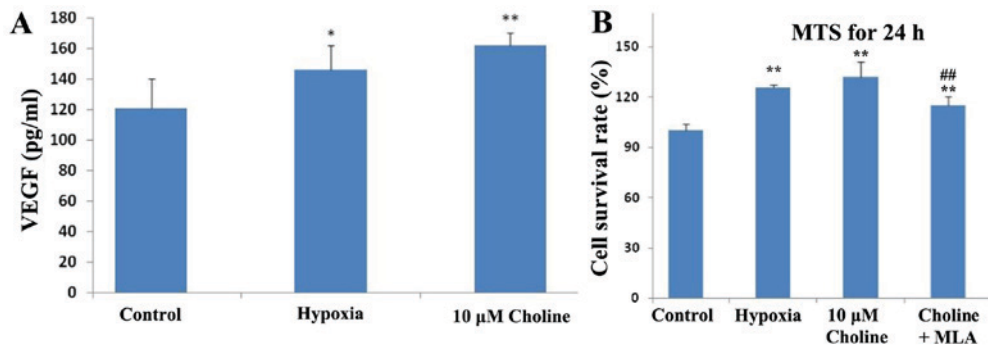 A
VEGF (pg/ml)
180
160
140
120
100
80
60
40
20
0
*
**
Control
Hypoxia
10 μM Choline
B
MTS for 24 h
Cell survival rate (%)
150
120
90
60
30
0
**
**
##
**
Control
Hypoxia
10 μM
Choline
Choline
+ MLA